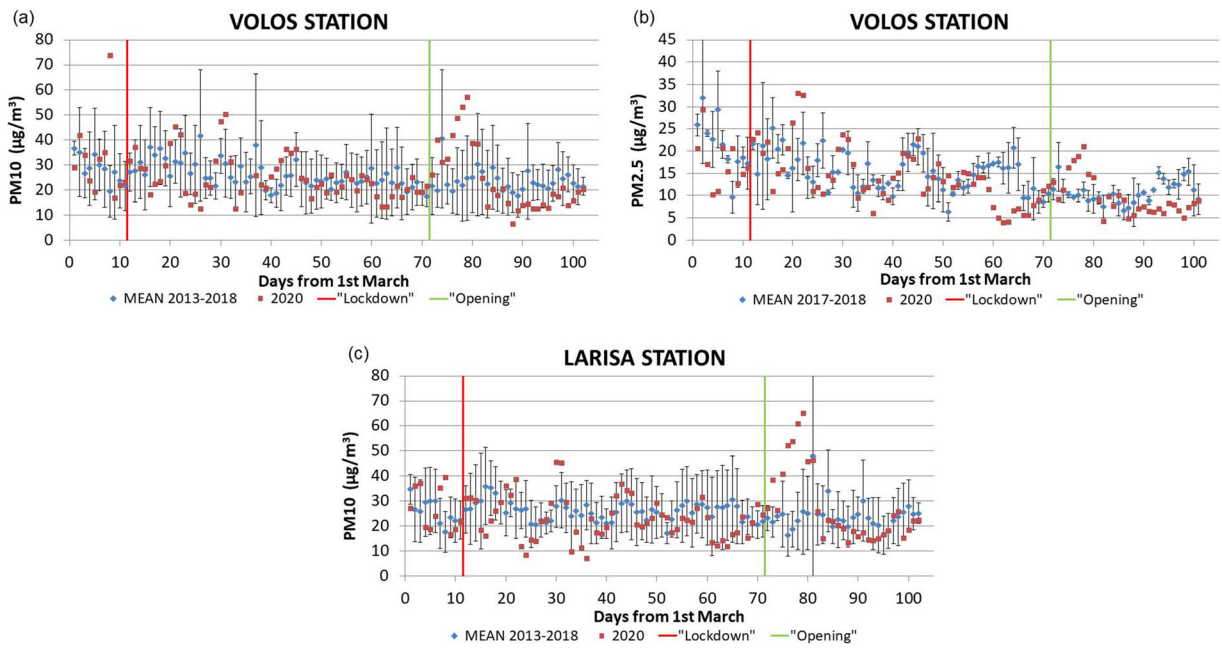 (a)
VOLOS STATION
PM10 (μg/m³)
80
70
60
50
40
30
20
10
0
0 10 20 30 40 50 60 70 80 90 100
Days from 1st March
MEAN 2013-2018 2020 "Lockdown" "Opening"
(b)
VOLOS STATION
PM2.5 (μg/m³)
45
40
35
30
25
20
15
10
5
0
0 10 20 30 40 50 60 70 80 90 100
Days from 1st March
MEAN 2017-2018 2020 "Lockdown" "Opening"
(c)
LARISA STATION
PM10 (μg/m³)
80
70
60
50
40
30
20
10
0
0 10 20 30 40 50 60 70 80 90 100
Days from 1st March
MEAN 2013-2018 2020 "Lockdown" "Opening"